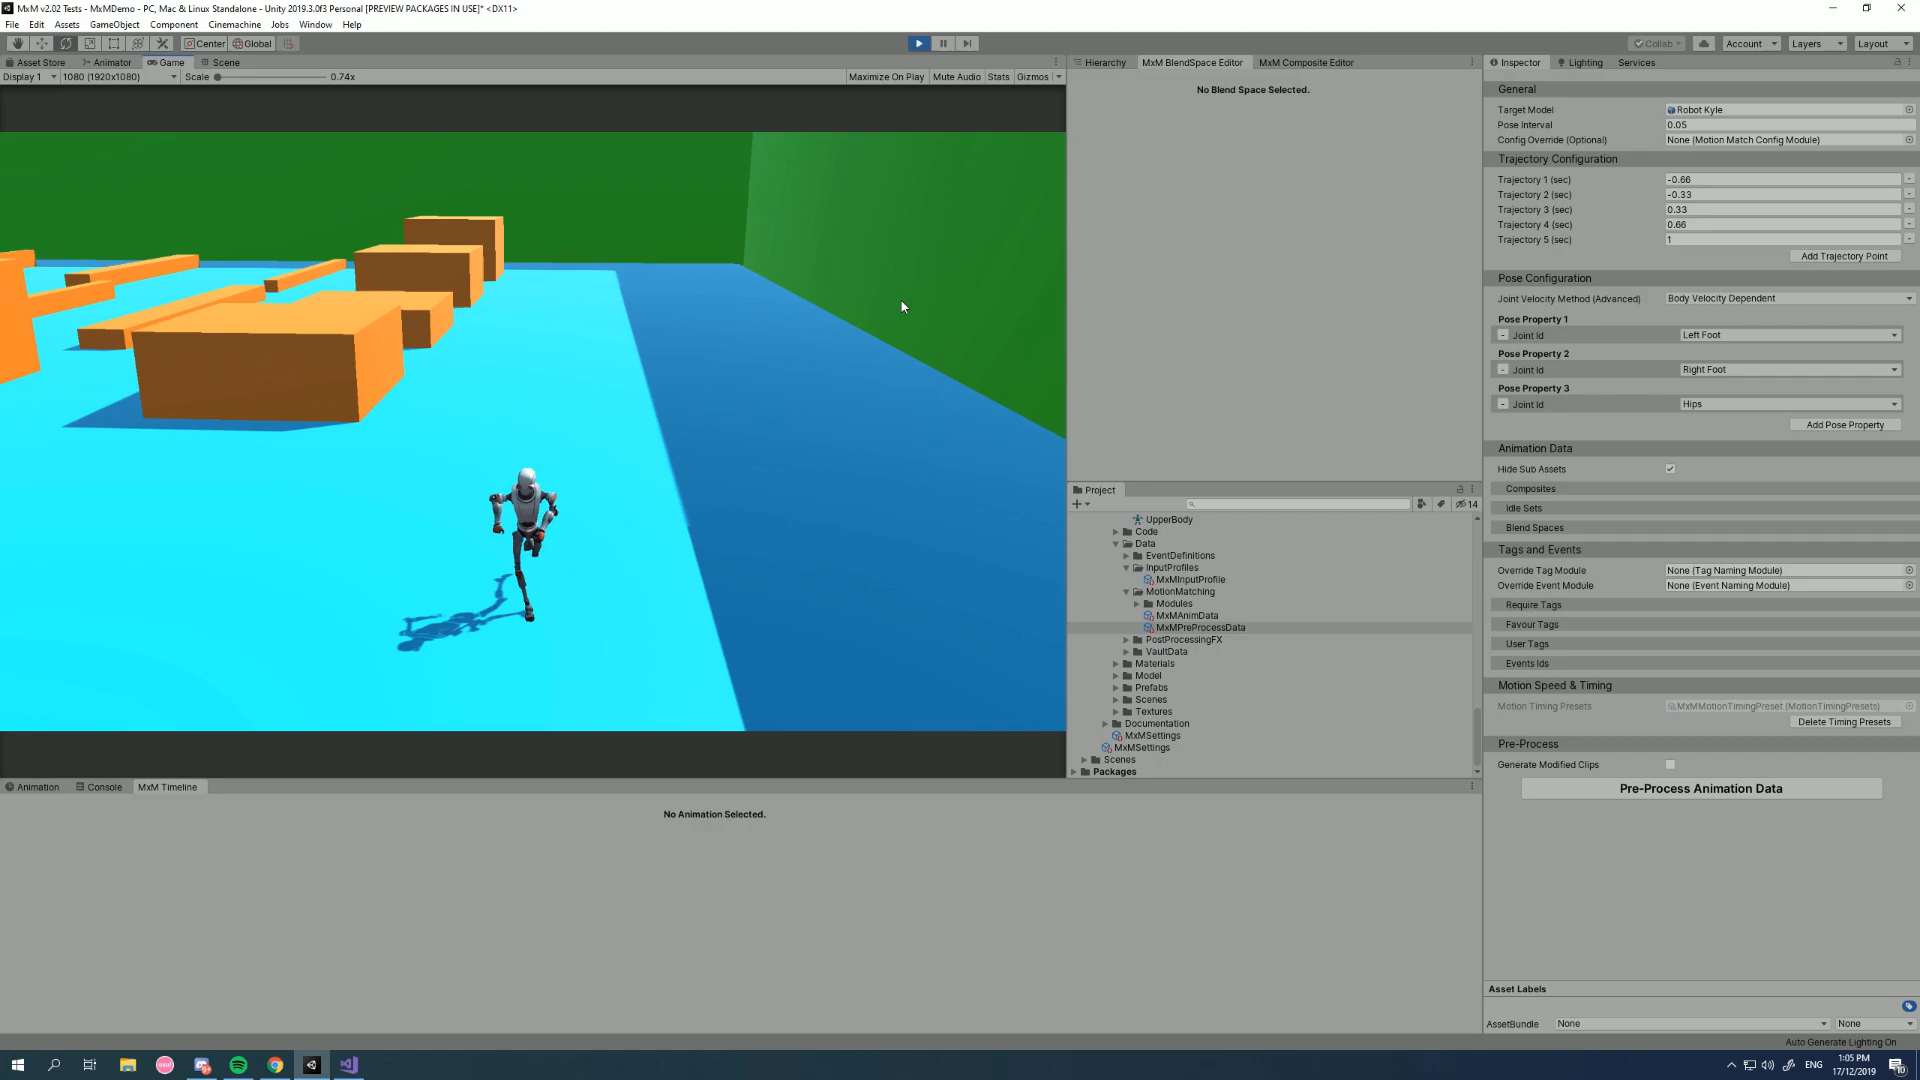 MxM v2.02 Tests - MxMDemo - PC, Mac & Linux Standalone - Unity 2019.3.0f3 Personal [PREVIEW PACKAGES IN USE]* <DX11>
File Edit Assets GameObject Component Cinemachine Jobs Window Help
Center Global
Collab Account Layers Layout
Asset Store Animator Game Scene
Display 1 1080 (1920x1080) Scale 0.74x
Maximize On Play Mute Audio Stats Gizmos
Hierarchy MxM BlendSpace Editor MxM Composite Editor
No Blend Space Selected.
Project
14
UpperBody
Code
Data
EventDefinitions
InputProfiles
MxMInputProfile
MotionMatching
Modules
MxMAnimData
MxMPreProcessData
PostProcessingFX
VaultData
Materials
Model
Prefabs
Scenes
Textures
Documentation
MxMSettings
MxMSettings
Scenes
Packages
Inspector Lighting Services
General
Target Model Robot Kyle
Pose Interval 0.05
Config Override (Optional) None (Motion Match Config Module)
Trajectory Configuration
Trajectory 1 (sec) -0.66 -
Trajectory 2 (sec) -0.33 -
Trajectory 3 (sec) 0.33 -
Trajectory 4 (sec) 0.66 -
Trajectory 5 (sec) 1 -
Add Trajectory Point
Pose Configuration
Joint Velocity Method (Advanced) Body Velocity Dependent
Pose Property 1
- Joint Id Left Foot
Pose Property 2
- Joint Id Right Foot
Pose Property 3
- Joint Id Hips
Add Pose Property
Animation Data
Hide Sub Assets
Composites
Idle Sets
Blend Spaces
Tags and Events
Override Tag Module None (Tag Naming Module)
Override Event Module None (Event Naming Module)
Require Tags
Favour Tags
User Tags
Events Ids
Motion Speed & Timing
Motion Timing Presets MxMMotionTimingPreset (MotionTimingPresets)
Delete Timing Presets
Pre-Process
Generate Modified Clips
Pre-Process Animation Data
Asset Labels
AssetBundle None None
Auto Generate Lighting On
Animation Console MxM Timeline
No Animation Selected.
ENG 1:05 PM
17/12/2019